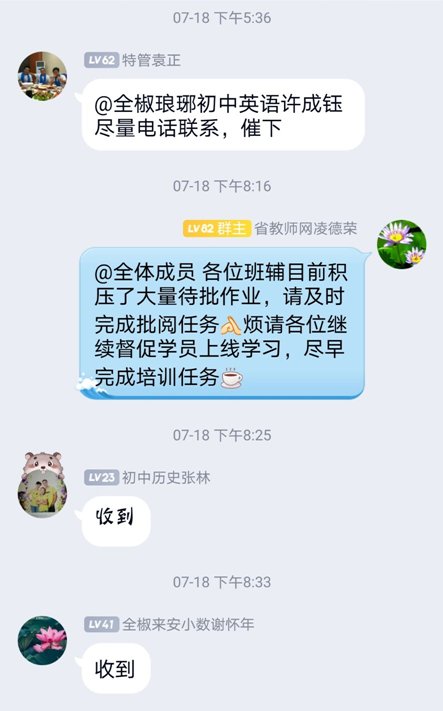 07-18 下午5:36
LV62 特管袁正
@全椒琅琊初中英语许成钰
尽量电话联系，催下
07-18 下午8:16
LV82 群主 省教师网凌德荣
@全体成员 各位班辅目前积
压了大量待批作业，请及时
完成批阅任务🙏烦请各位继
续督促学员上线学习，尽早
完成培训任务☕
07-18 下午8:25
LV23 初中历史张林
收到
07-18 下午8:33
LV41 全椒来安小数谢怀年
收到